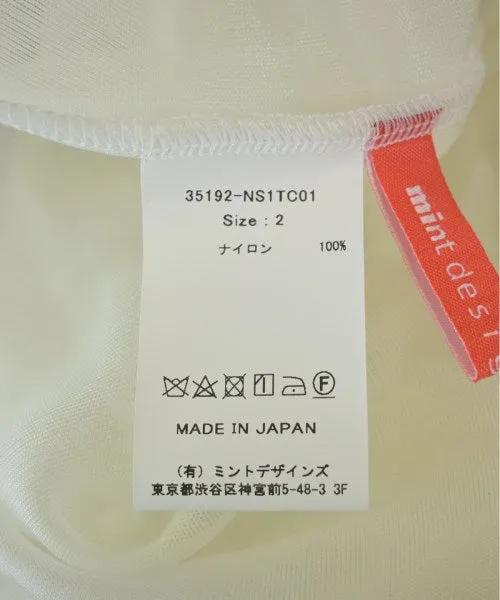 35192-NS1TC01
Size : 2
ナイロン 100%
F
MADE IN JAPAN
(有) ミントデザインズ
東京都渋谷区神宮前5-48-3 3F
mint desig